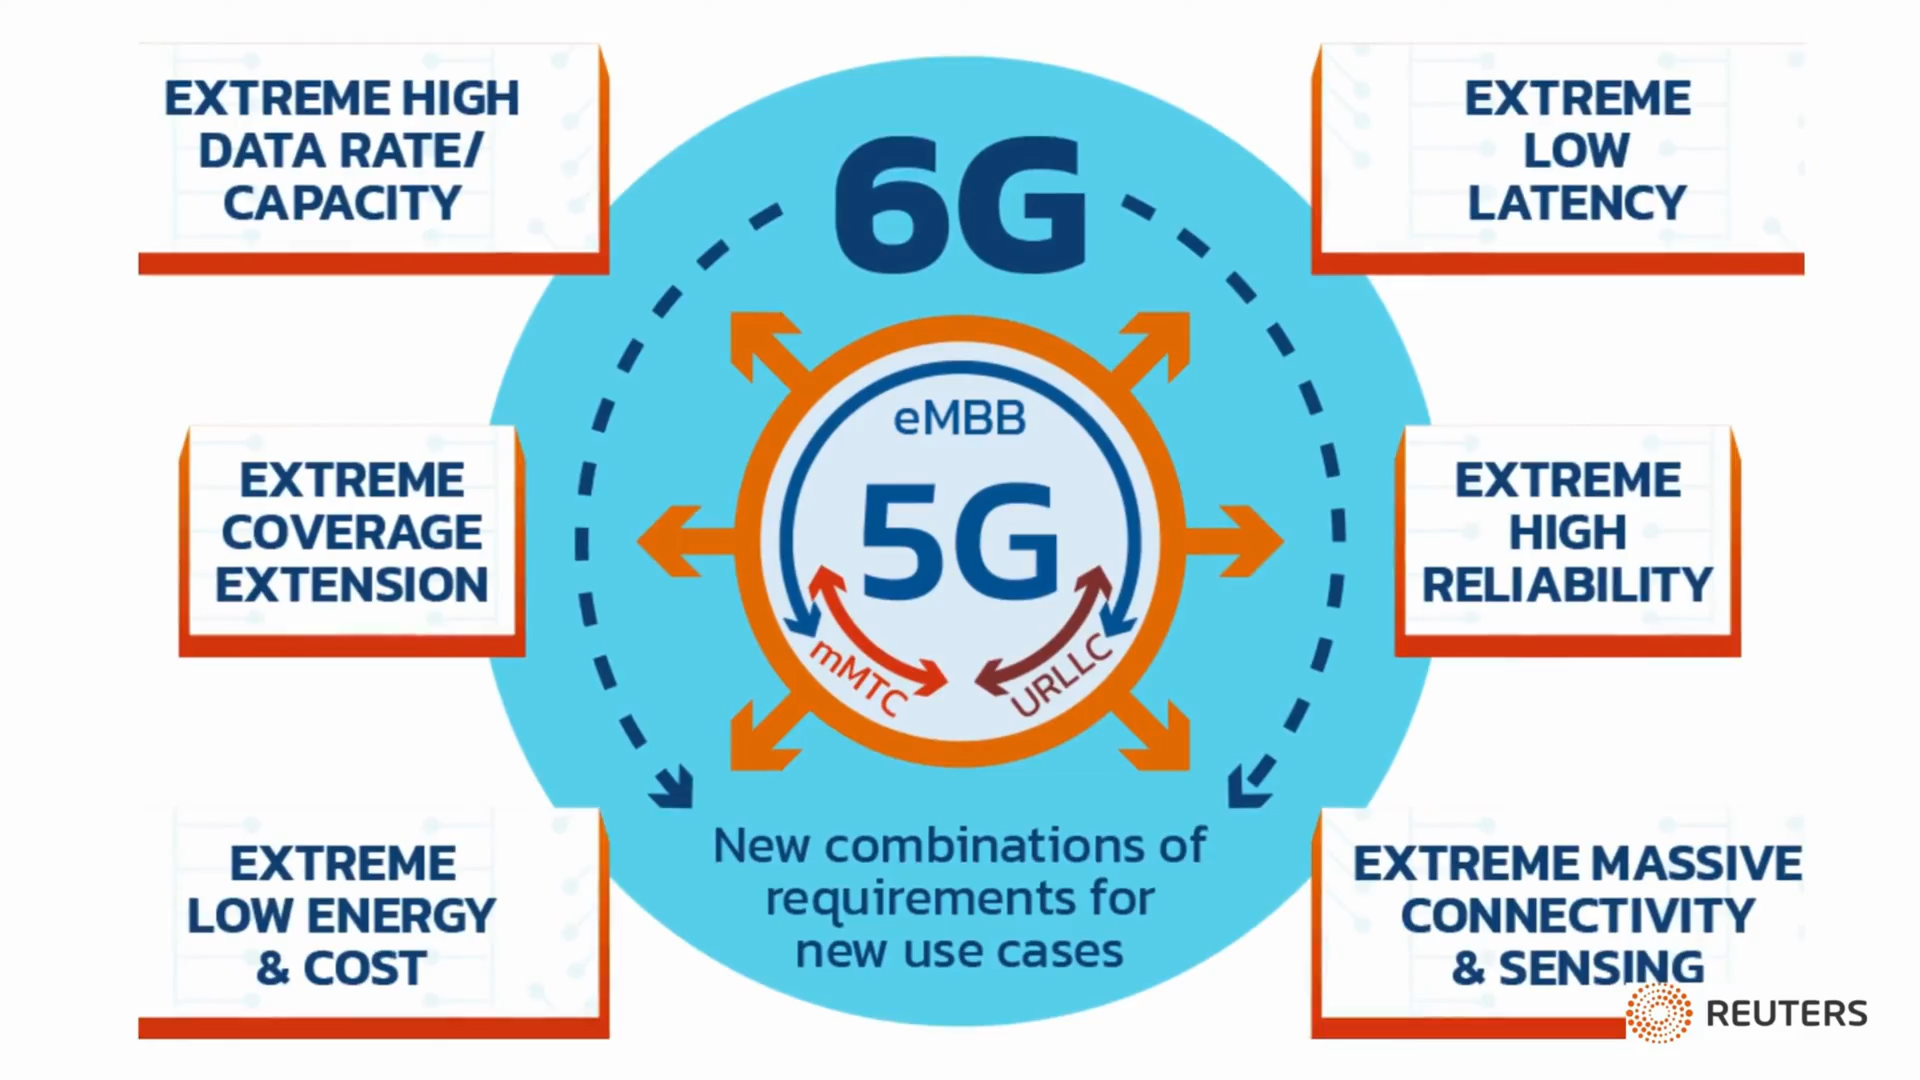 EXTREME HIGH
DATA RATE/
CAPACITY
6G
EXTREME
LOW
LATENCY
EXTREME
COVERAGE
EXTENSION
eMBB
5G
mMTC
URLLC
EXTREME
HIGH
RELIABILITY
EXTREME
LOW ENERGY
& COST
New combinations of
requirements for
new use cases
EXTREME MASSIVE
CONNECTIVITY
& SENSING
REUTERS